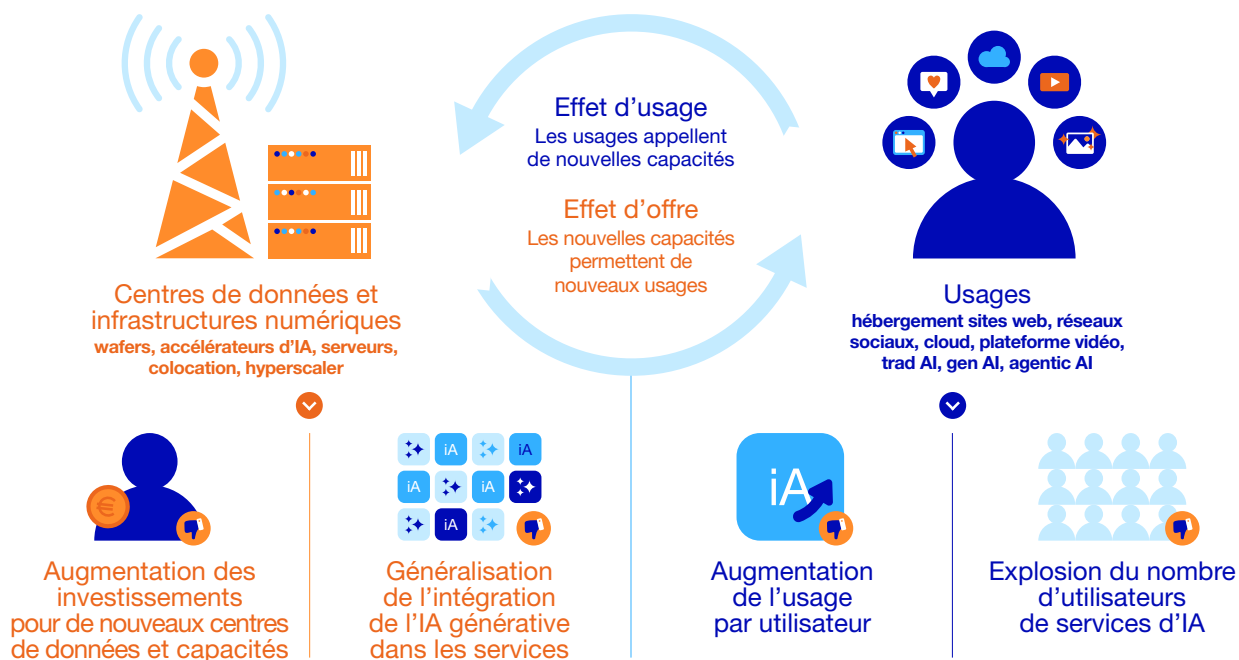 Effet d'usage
Les usages appellent
de nouvelles capacités
Effet d'offre
Les nouvelles capacités
permettent de
nouveaux usages
Centres de données et
infrastructures numériques
wafers, accélérateurs d'IA, serveurs,
colocation, hyperscaler
Usages
hébergement sites web, réseaux
sociaux, cloud, plateforme vidéo,
trad AI, gen AI, agentic AI
€
iA
iA
iA
iA
iA
iA
Augmentation des
investissements
pour de nouveaux centres
de données et capacités
Généralisation
de l'intégration
de l'IA générative
dans les services
Augmentation
de l'usage
par utilisateur
Explosion du nombre
d'utilisateurs
de services d'IA